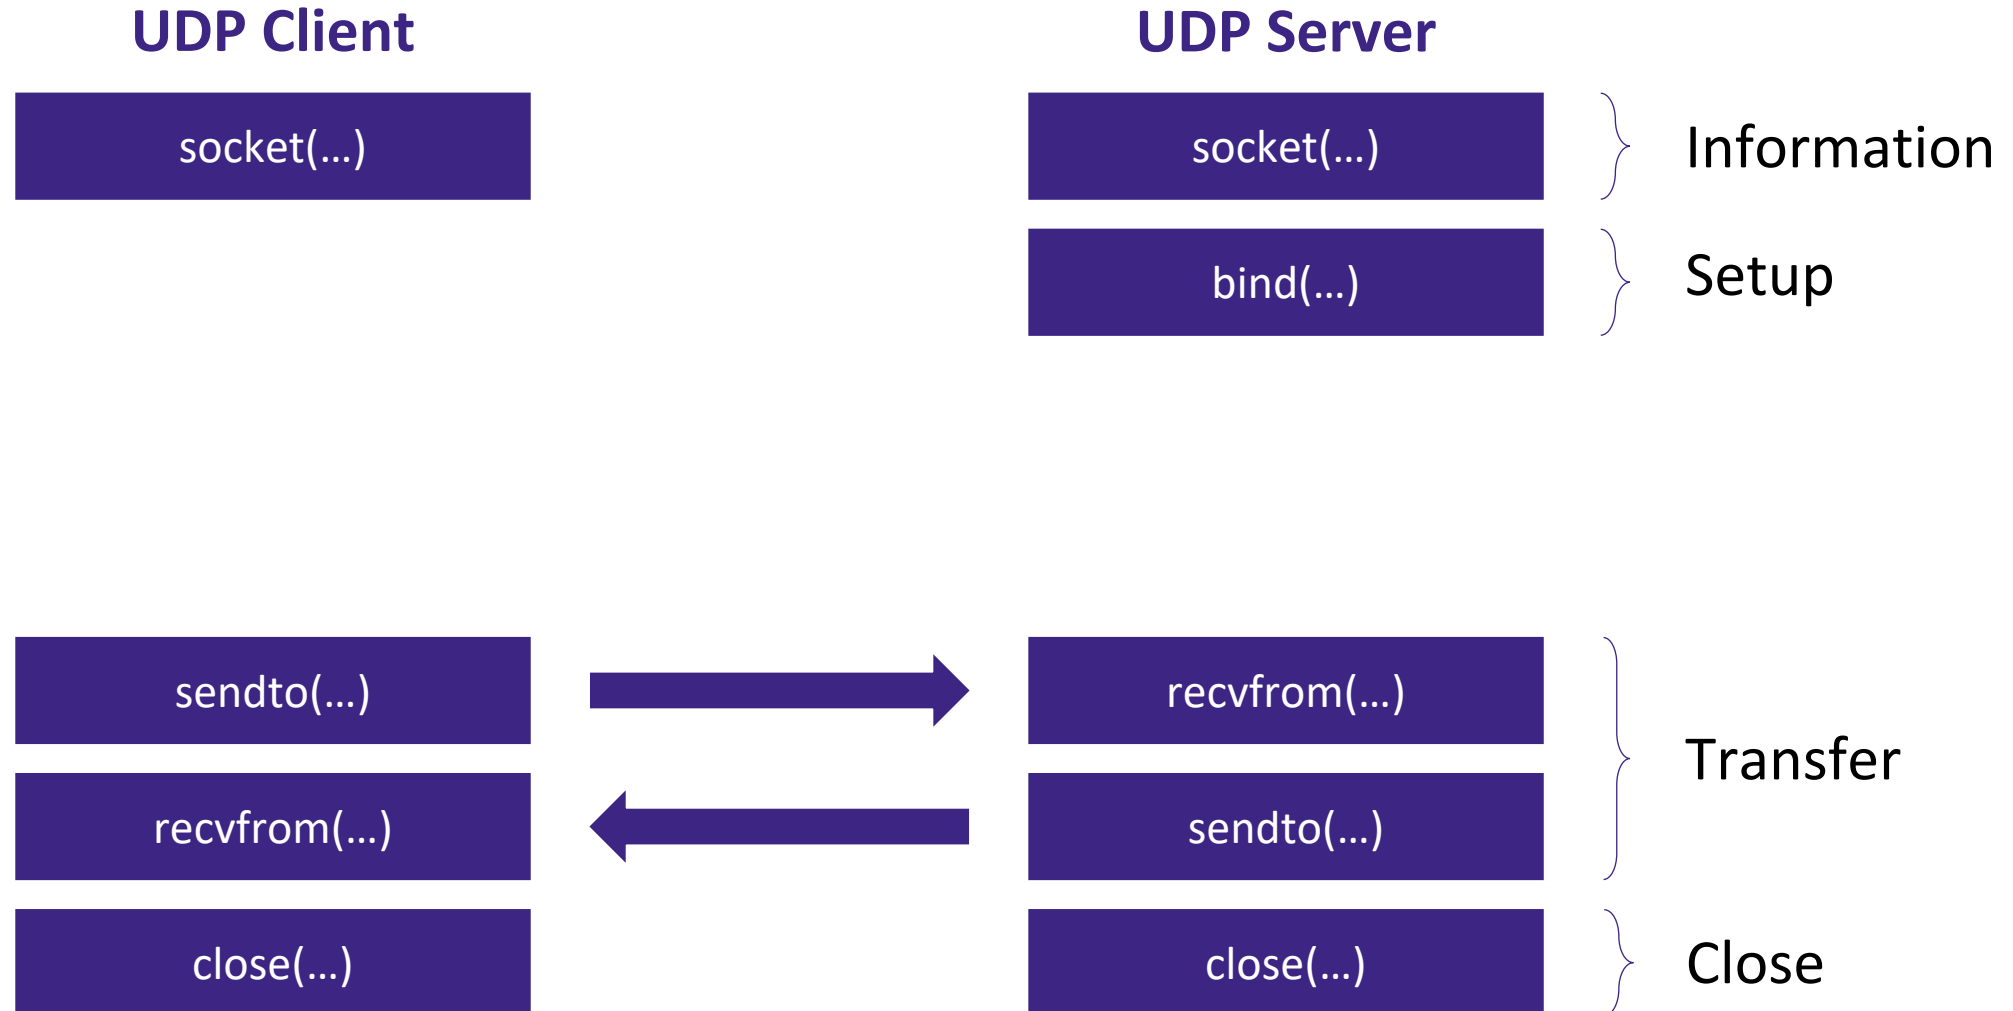 UDP Client
UDP Server
socket(…)
socket(…)
Information
bind(…)
Setup
sendto(…)
recvfrom(…)
Transfer
recvfrom(…)
sendto(…)
close(…)
close(…)
Close